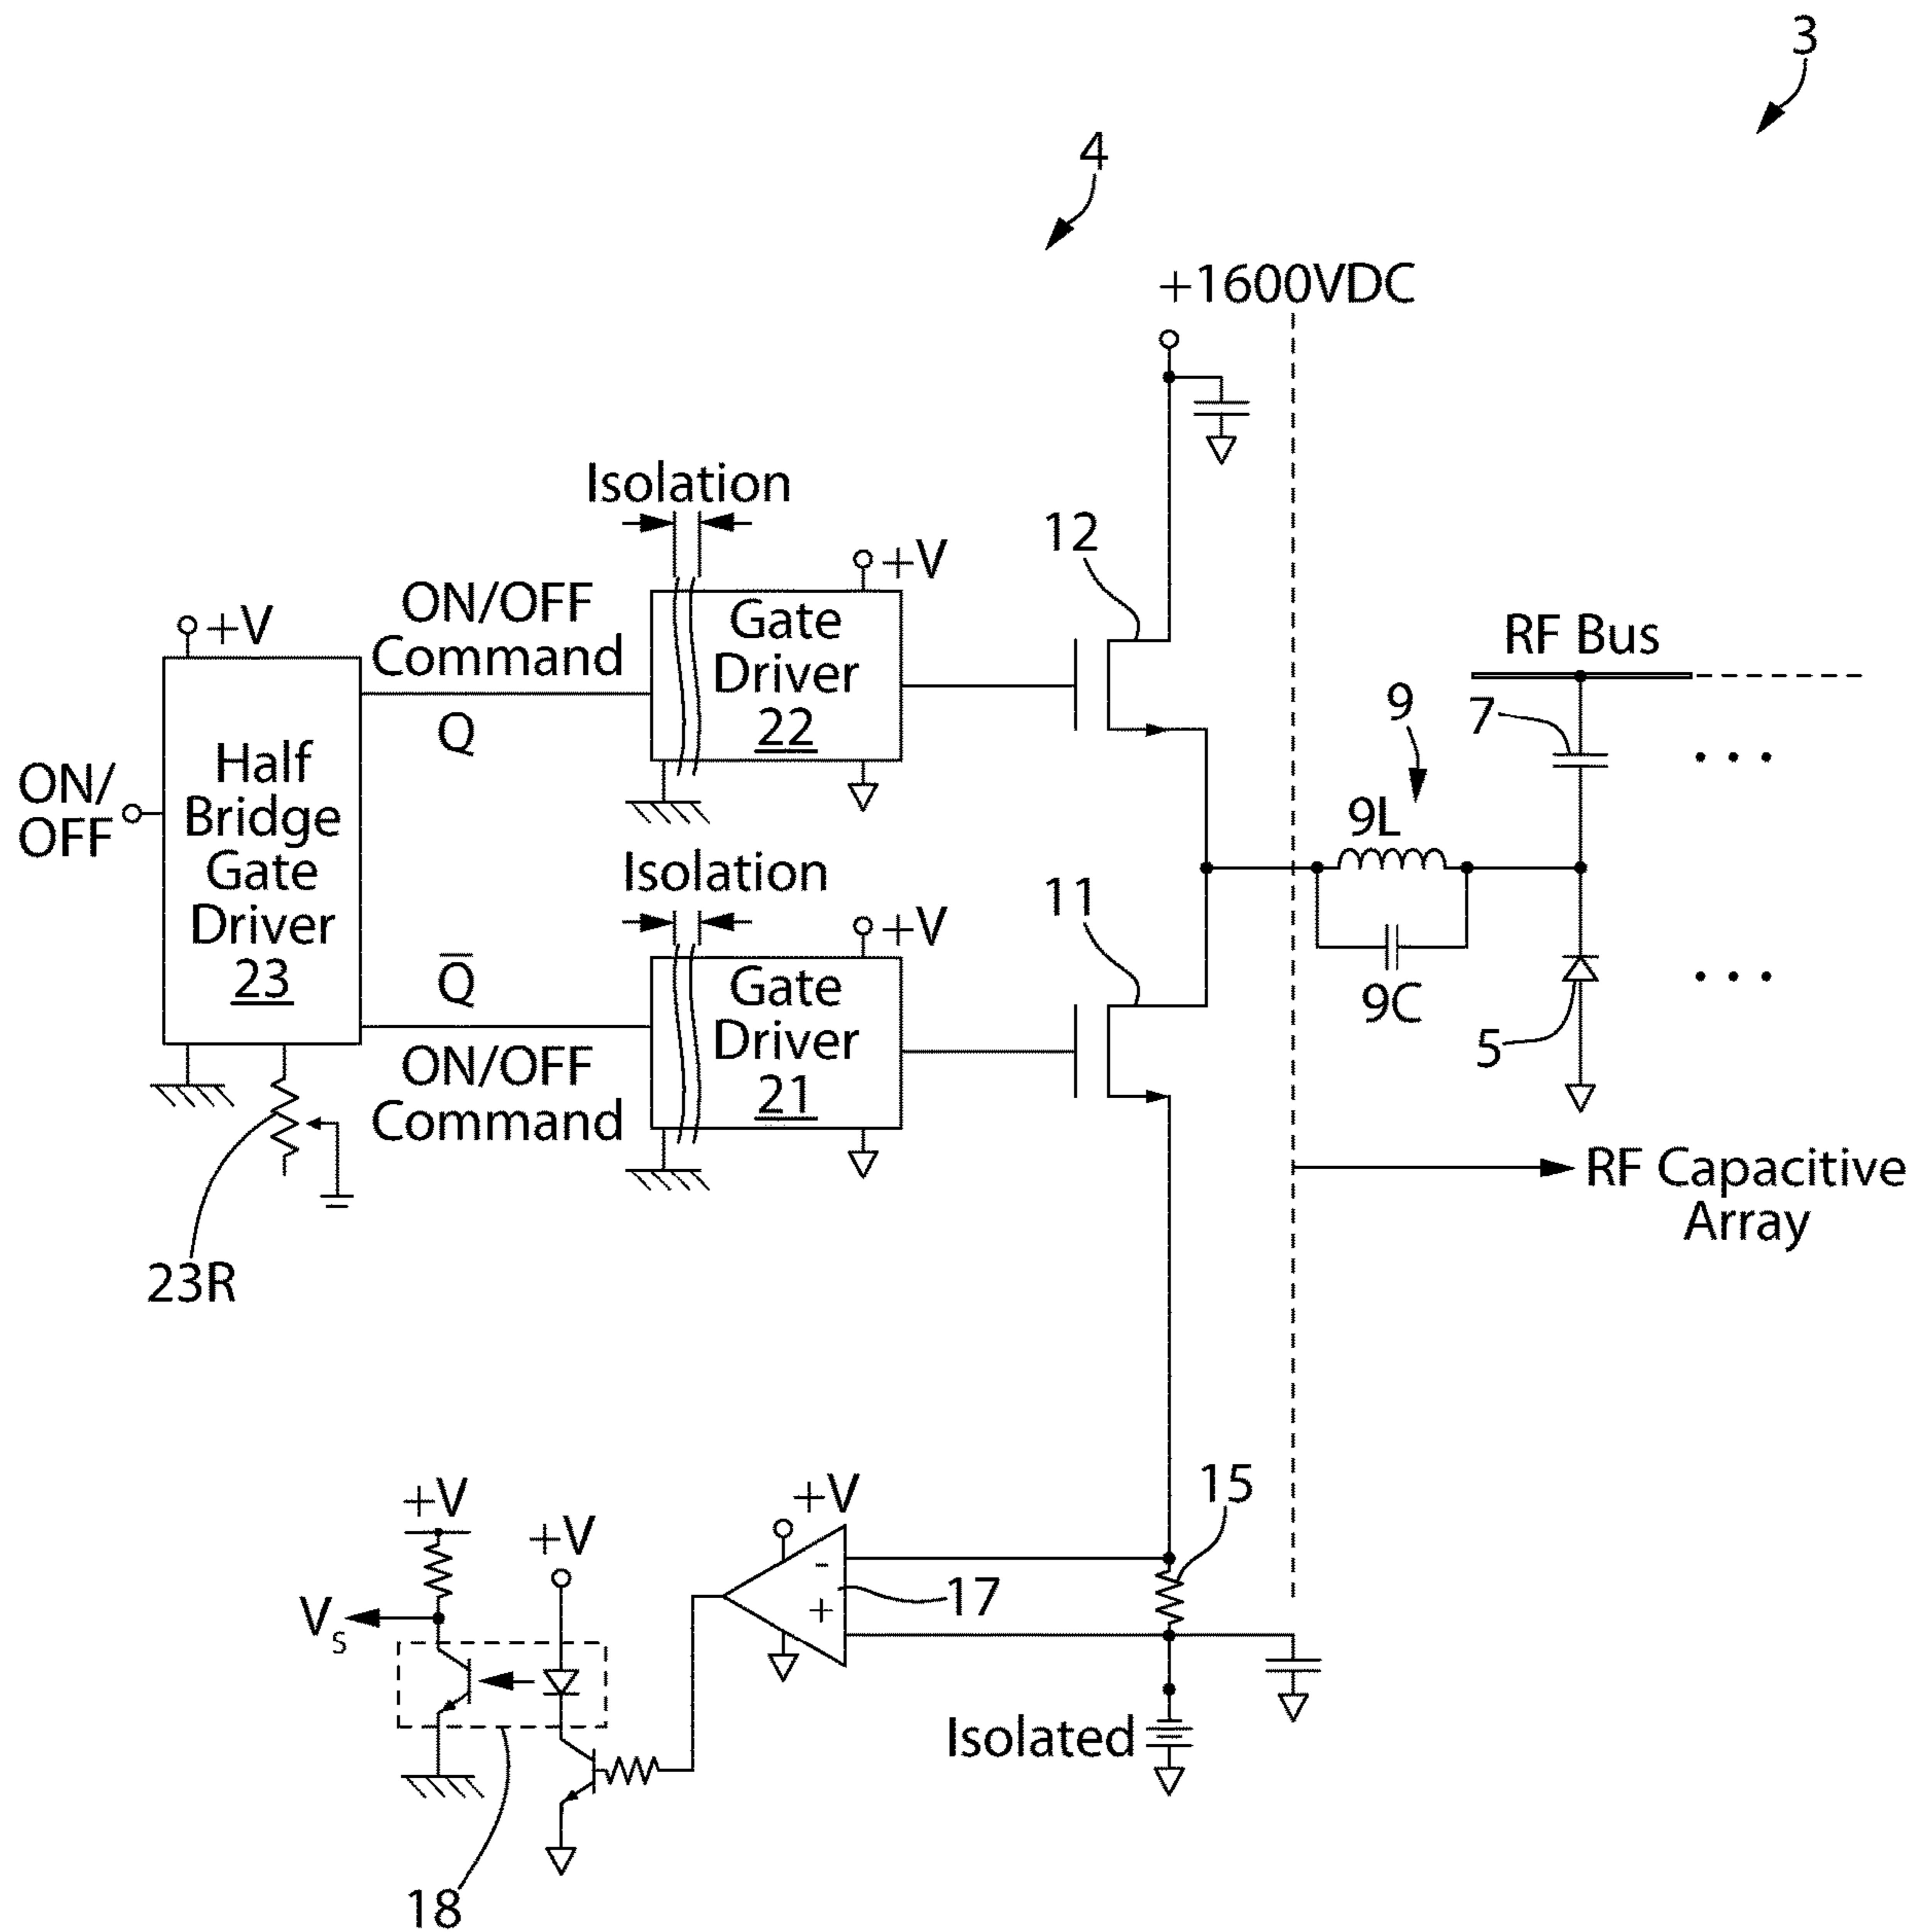 3
4
+1600VDC
Isolation
12
+V
ON/OFF
Command
Gate
Driver
22
+V
RF Bus
Q
9
7
Half
Bridge
Gate
Driver
23
ON/
OFF
9L
Isolation
11
+V
Q̅
Gate
Driver
21
9C
5
ON/OFF
Command
RF Capacitive
Array
23R
15
+V
+V
+V
-
+
17
Vs
Isolated
18